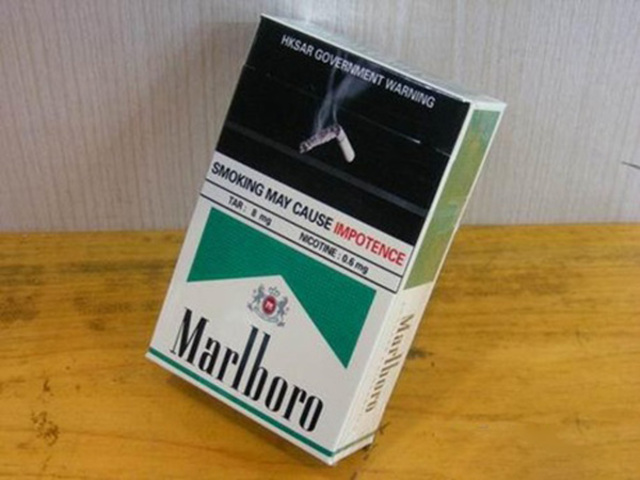 HKSAR GOVERNMENT WARNING
SMOKING MAY CAUSE IMPOTENCE
TAR : 8 mg NICOTINE : 0.6 mg
Marlboro
Marlboro